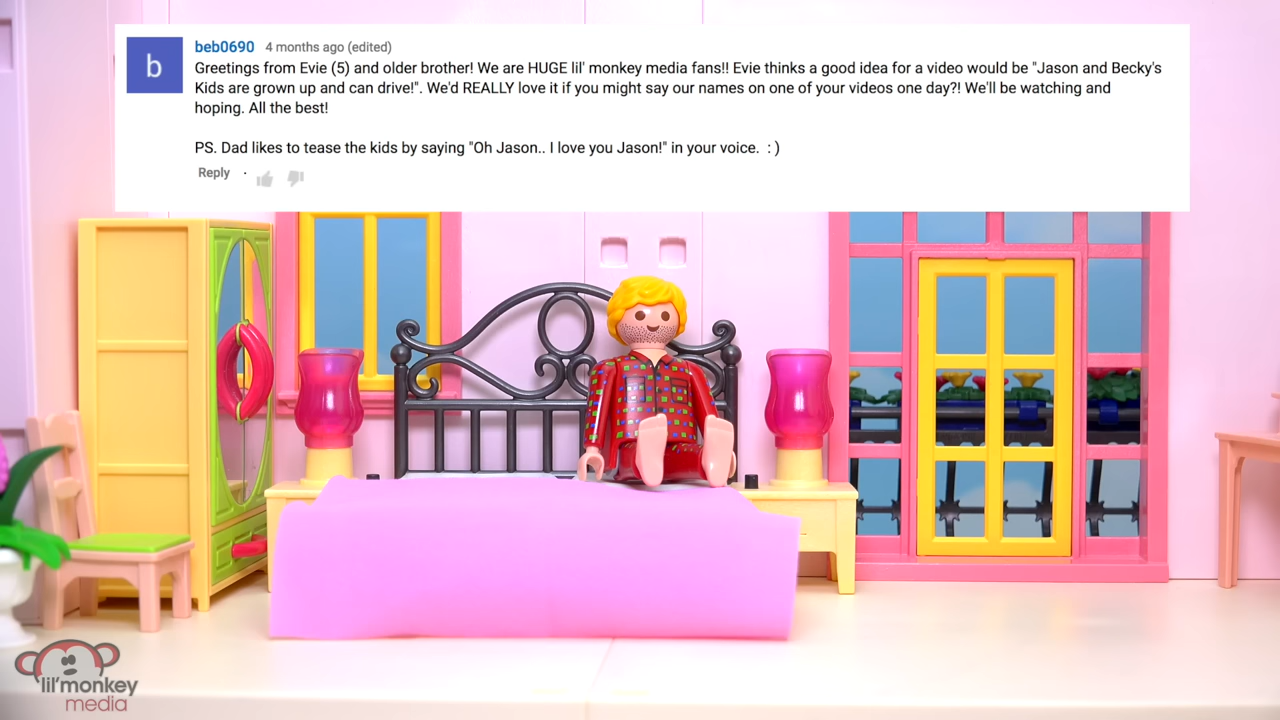 b
beb0690 4 months ago (edited)
Greetings from Evie (5) and older brother! We are HUGE lil' monkey media fans!! Evie thinks a good idea for a video would be "Jason and Becky's
Kids are grown up and can drive!". We'd REALLY love it if you might say our names on one of your videos one day?! We'll be watching and
hoping. All the best!
PS. Dad likes to tease the kids by saying "Oh Jason.. I love you Jason!" in your voice. : )
Reply ·
lil'monkey
media